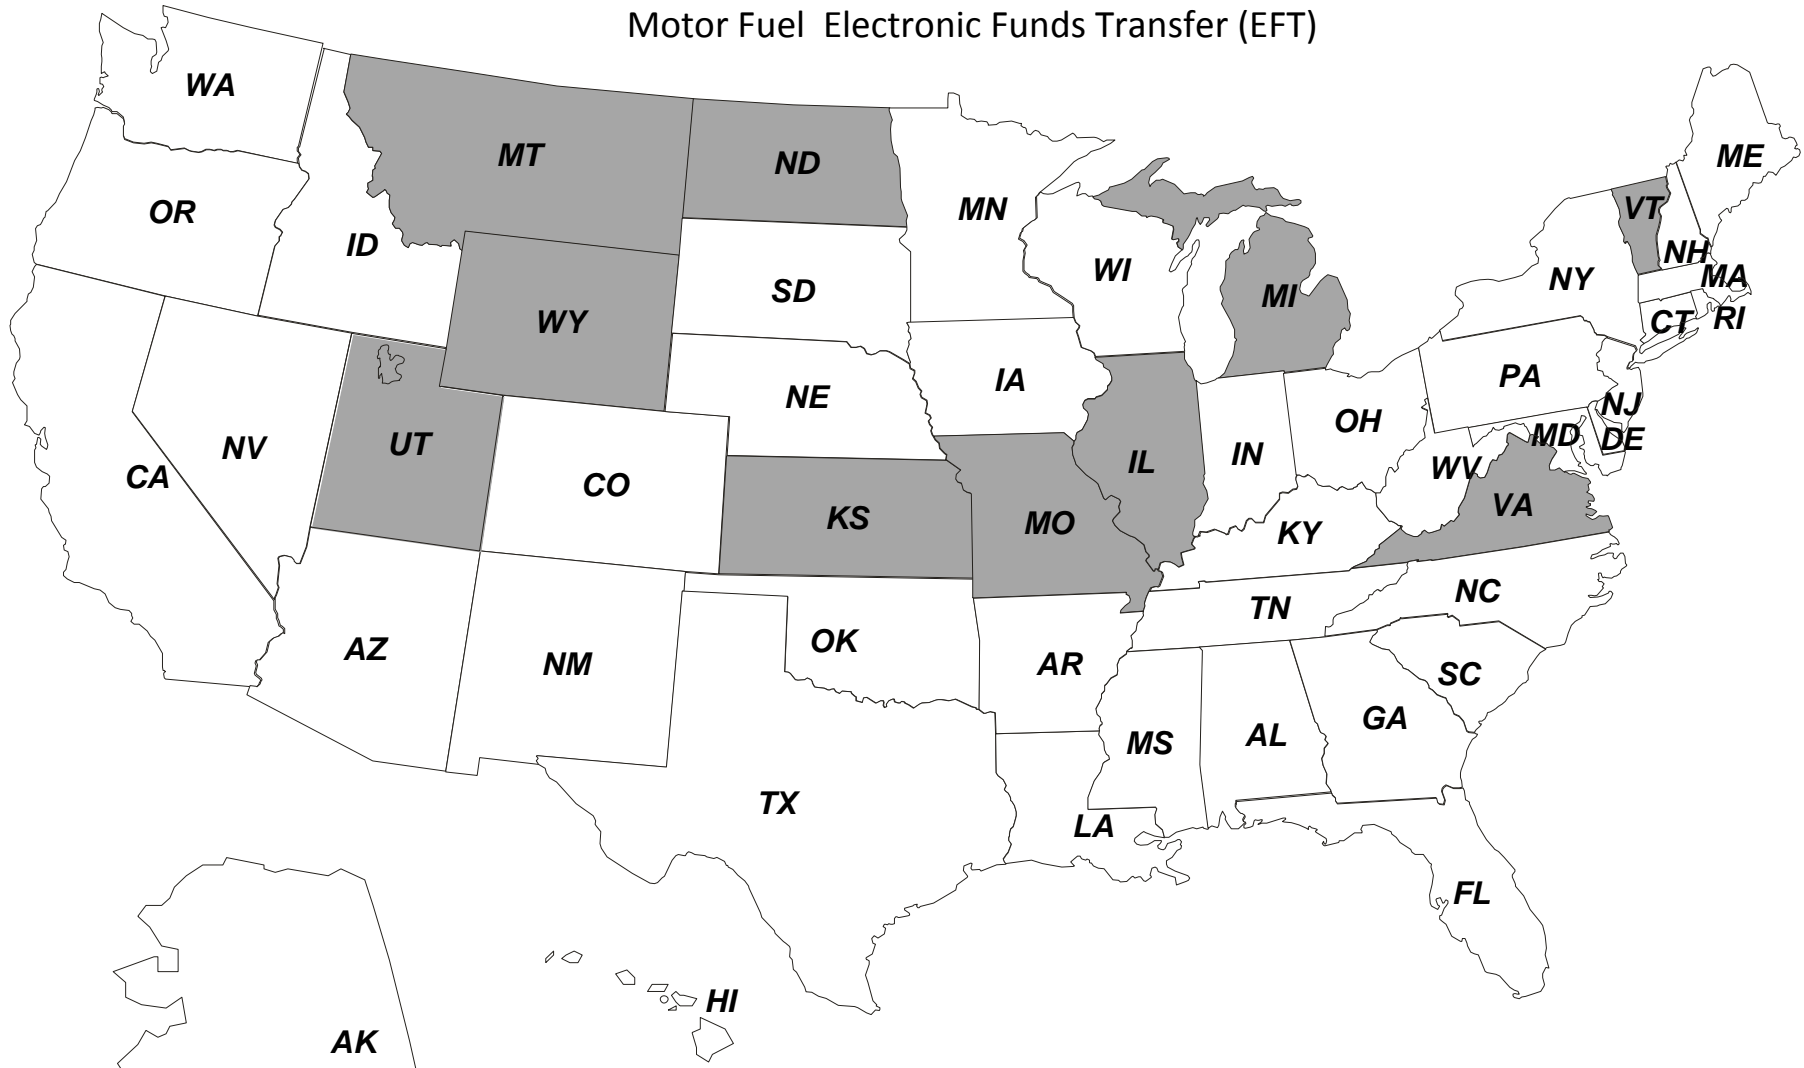 Motor Fuel  Electronic Funds Transfer (EFT)
WA
MT
ND
ME
OR
MN
VT
ID
NH
WI
NY
MA
SD
MI
WY
CT
RI
IA
PA
NE
NJ
OH
UT
NV
MD
DE
CA
CO
IL
IN
WV
KS
MO
VA
KY
NC
TN
AZ
NM
OK
AR
SC
GA
MS
AL
TX
LA
FL
HI
AK